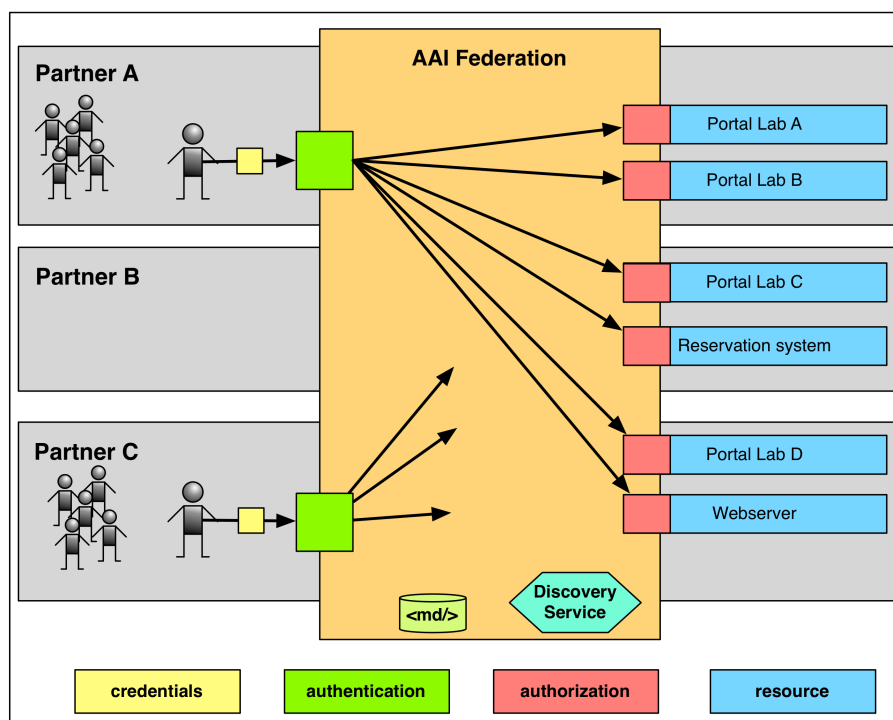 AAI Federation
Partner A
Portal Lab A
Portal Lab B
Partner B
Portal Lab C
Reservation system
Partner C
Portal Lab D
Webserver
<md/>
Discovery
Service
credentials
authentication
authorization
resource